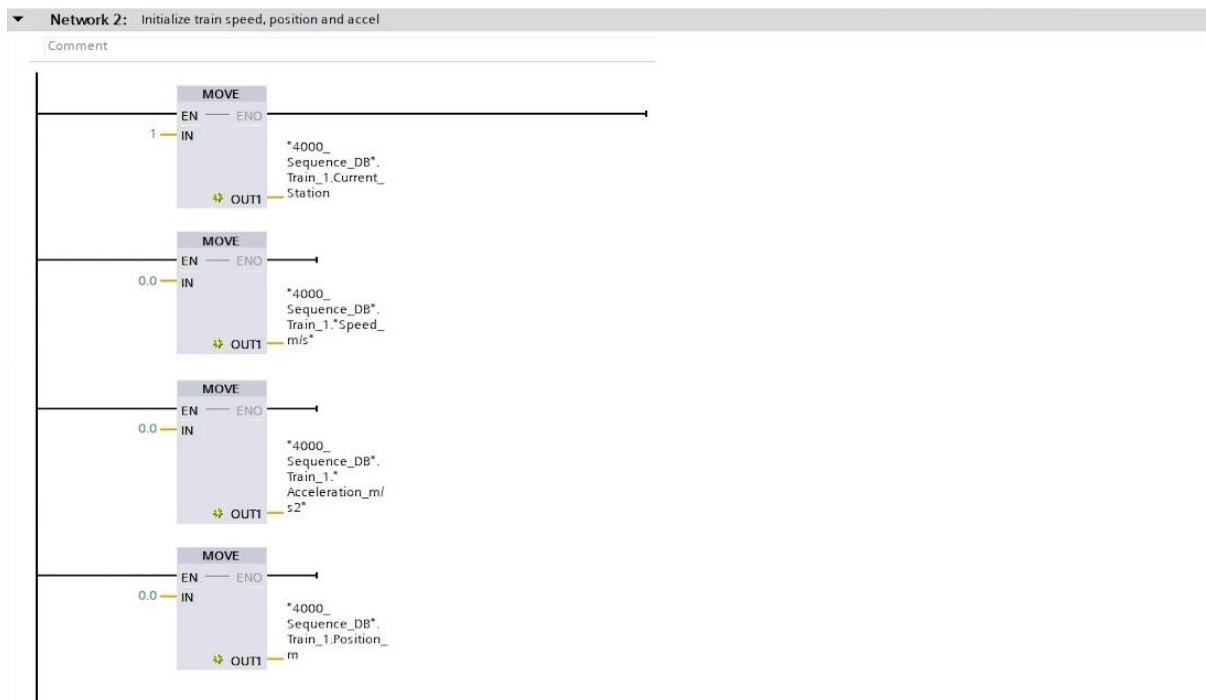 Network 2: Initialize train speed, position and accel
Comment
MOVE
EN ENO
1 IN
"4000_
Sequence_DB".
Train_1.Current_
Station
OUT1
MOVE
EN ENO
0.0 IN
"4000_
Sequence_DB".
Train_1."Speed_
m/s"
OUT1
MOVE
EN ENO
0.0 IN
"4000_
Sequence_DB".
Train_1."
Acceleration_m/
s2"
OUT1
MOVE
EN ENO
0.0 IN
"4000_
Sequence_DB".
Train_1.Position_
m
OUT1